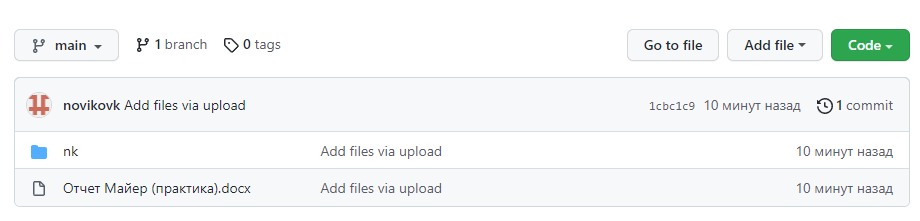 main 1 branch 0 tags Go to file Add file Code
novikovk Add files via upload 1cbc1c9 10 минут назад 1 commit
nk Add files via upload 10 минут назад
Отчет Майер (практика).docx Add files via upload 10 минут назад